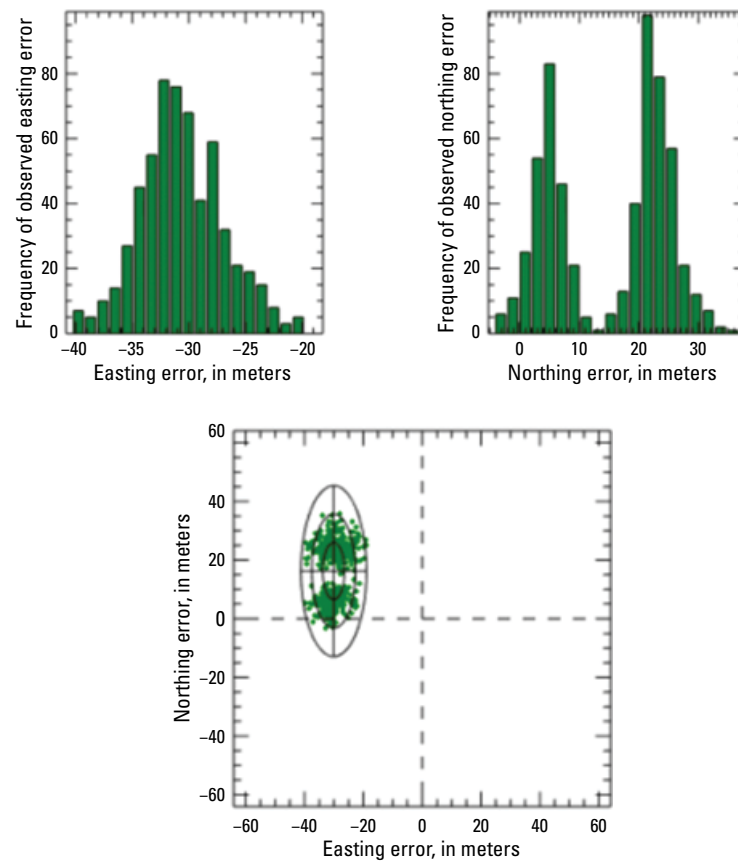 Frequency of observed easting error
80
60
40
20
0
−40 −35 −30 −25 −20
Easting error, in meters
Frequency of observed northing error
80
60
40
20
0
0 10 20 30
Northing error, in meters
Northing error, in meters
60
40
20
0
−20
−40
−60
−60 −40 −20 0 20 40 60
Easting error, in meters